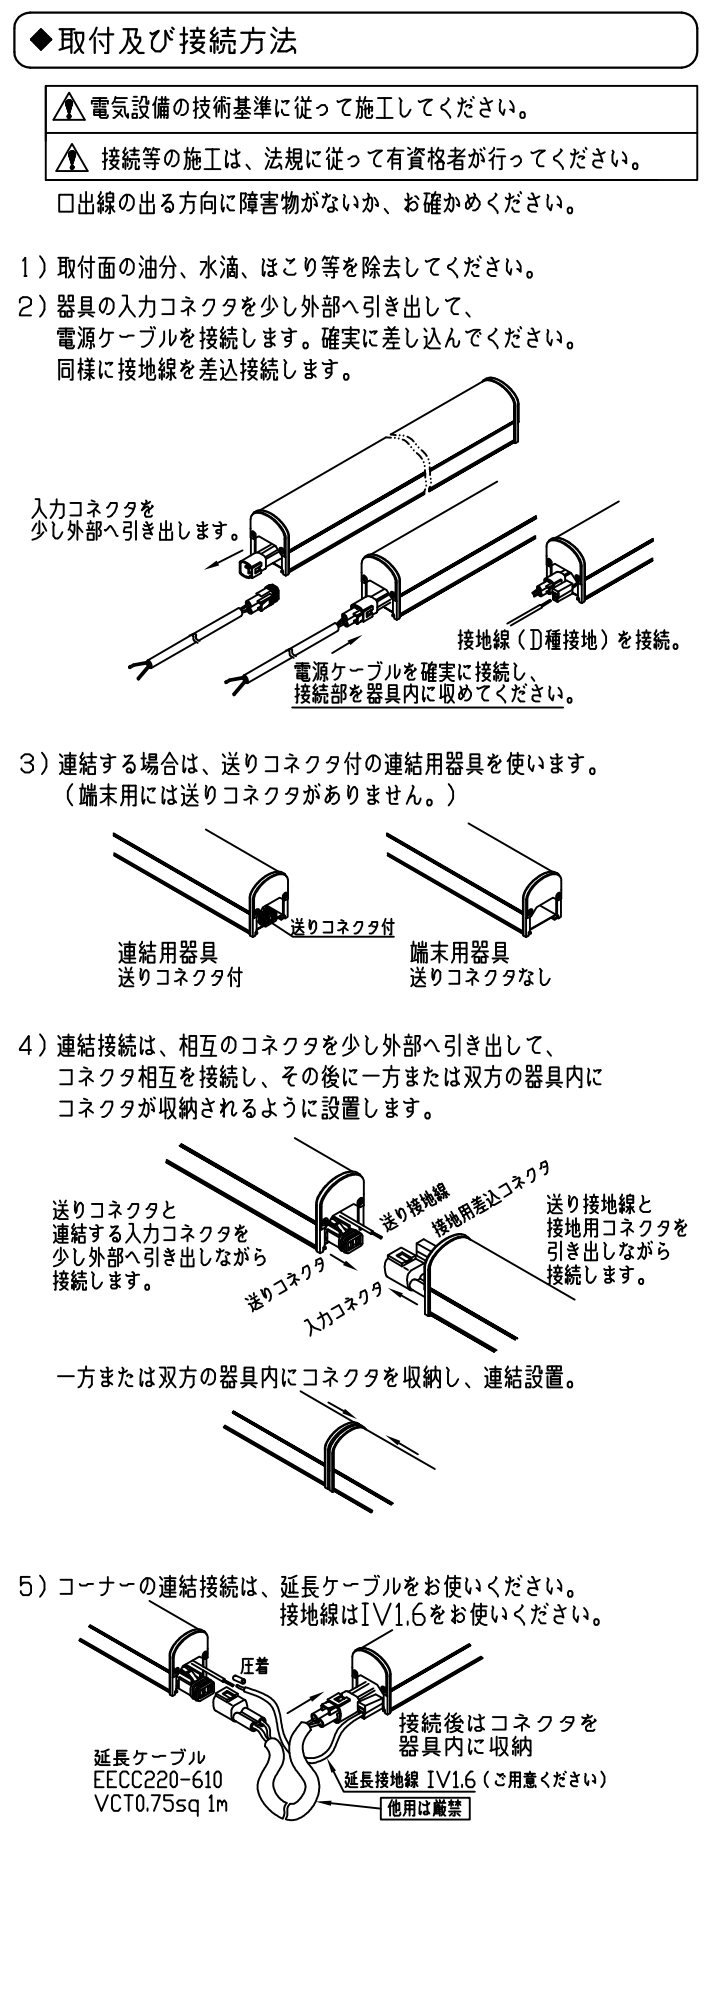 ◆取付及び接続方法
電気設備の技術基準に従って施工してください。
接続等の施工は、法規に従って有資格者が行ってください。
口出線の出る方向に障害物がないか、お確かめください。
1）取付面の油分、水滴、ほこり等を除去してください。
2）器具の入力コネクタを少し外部へ引き出して、
電源ケーブルを接続します。確実に差し込んでください。
同様に接地線を差込接続します。
入力コネクタを
少し外部へ引き出します。
接地線（D種接地）を接続。
電源ケーブルを確実に接続し、
接続部を器具内に収めてください。
3）連結する場合は、送りコネクタ付の連結用器具を使います。
（端末用には送りコネクタがありません。）
送りコネクタ付
連結用器具
送りコネクタ付
端末用器具
送りコネクタなし
4）連結接続は、相互のコネクタを少し外部へ引き出して、
コネクタ相互を接続し、その後に一方または双方の器具内に
コネクタが収納されるように設置します。
送りコネクタと
連結する入力コネクタを
少し外部へ引き出しながら
接続します。
送り接地線
接地用差込コネクタ
送りコネクタ
入力コネクタ
送り接地線と
接地用コネクタを
引き出しながら
接続します。
一方または双方の器具内にコネクタを収納し、連結設置。
5）コーナーの連結接続は、延長ケーブルをお使いください。
接地線はIV1.6をお使いください。
圧着
接続後はコネクタを
器具内に収納
延長ケーブル
EECC220-610
VCT0.75sq 1m
延長接地線 IV1.6（ご用意ください）
他用は厳禁